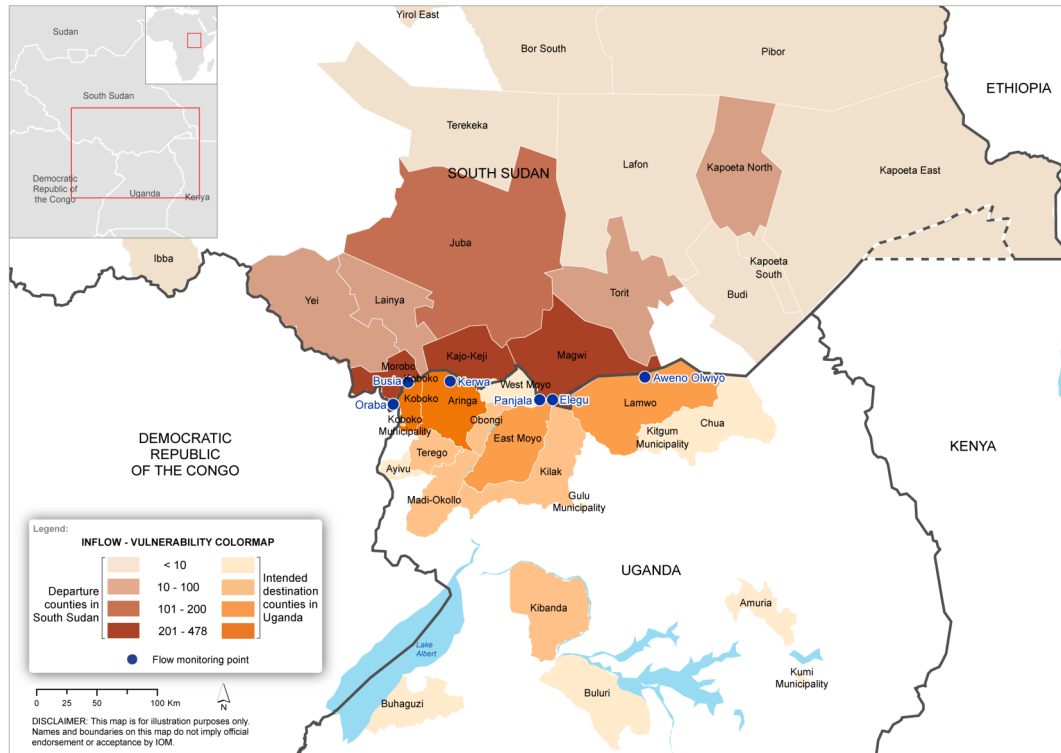 Yirol East
Sudan
Bor South
Pibor
ETHIOPIA
South Sudan
Terekeka
Lafon
Kapoeta North
SOUTH SUDAN
Kapoeta East
Democratic
Republic of
the Congo
Uganda
Kenya
Juba
Ibba
Kapoeta
South
Budi
Yei
Lainya
Torit
Kajo-Keji
Magwi
Morobo
Koboko
Busia
Kerwa
West Moyo
Aweno Olwiyo
Oraba
Koboko
Aringa
Panjala
Elegu
Lamwo
Koboko
Municipality
Obongi
Chua
Kitgum
Municipality
East Moyo
DEMOCRATIC
REPUBLIC
OF THE CONGO
KENYA
Terego
Ayivu
Kilak
Madi-Okollo
Gulu
Municipality
Legend:
INFLOW - VULNERABILITY COLORMAP
Departure
counties in
South Sudan
< 10
10 - 100
101 - 200
201 - 478
Intended
destination
counties in
Uganda
Flow monitoring point
UGANDA
Kibanda
Amuria
Lake
Albert
Kumi
Municipality
Buluri
Buhaguzi
0 25 50 100 Km
N
DISCLAIMER: This map is for illustration purposes only.
Names and boundaries on this map do not imply official
endorsement or acceptance by IOM.